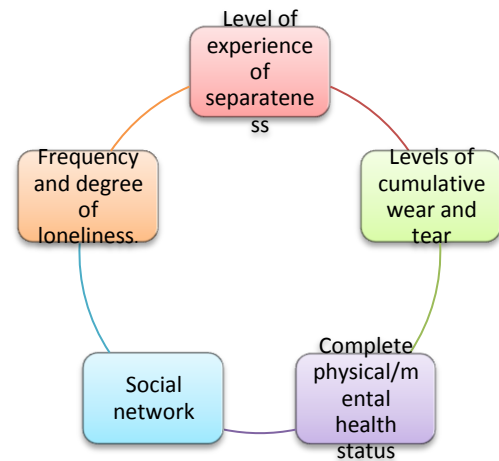 Level of
experience
of
separatene
ss
Levels of
cumulative
wear and
tear
Complete
physical/m
ental
health
status
Social
network
Frequency
and degree
of
loneliness.